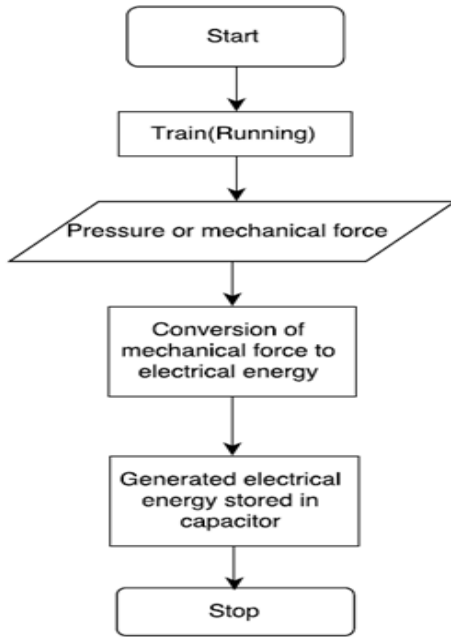 Start
Train(Running)
Pressure or mechanical force
Conversion of
mechanical force to
electrical energy
Generated electrical
energy stored in
capacitor
Stop